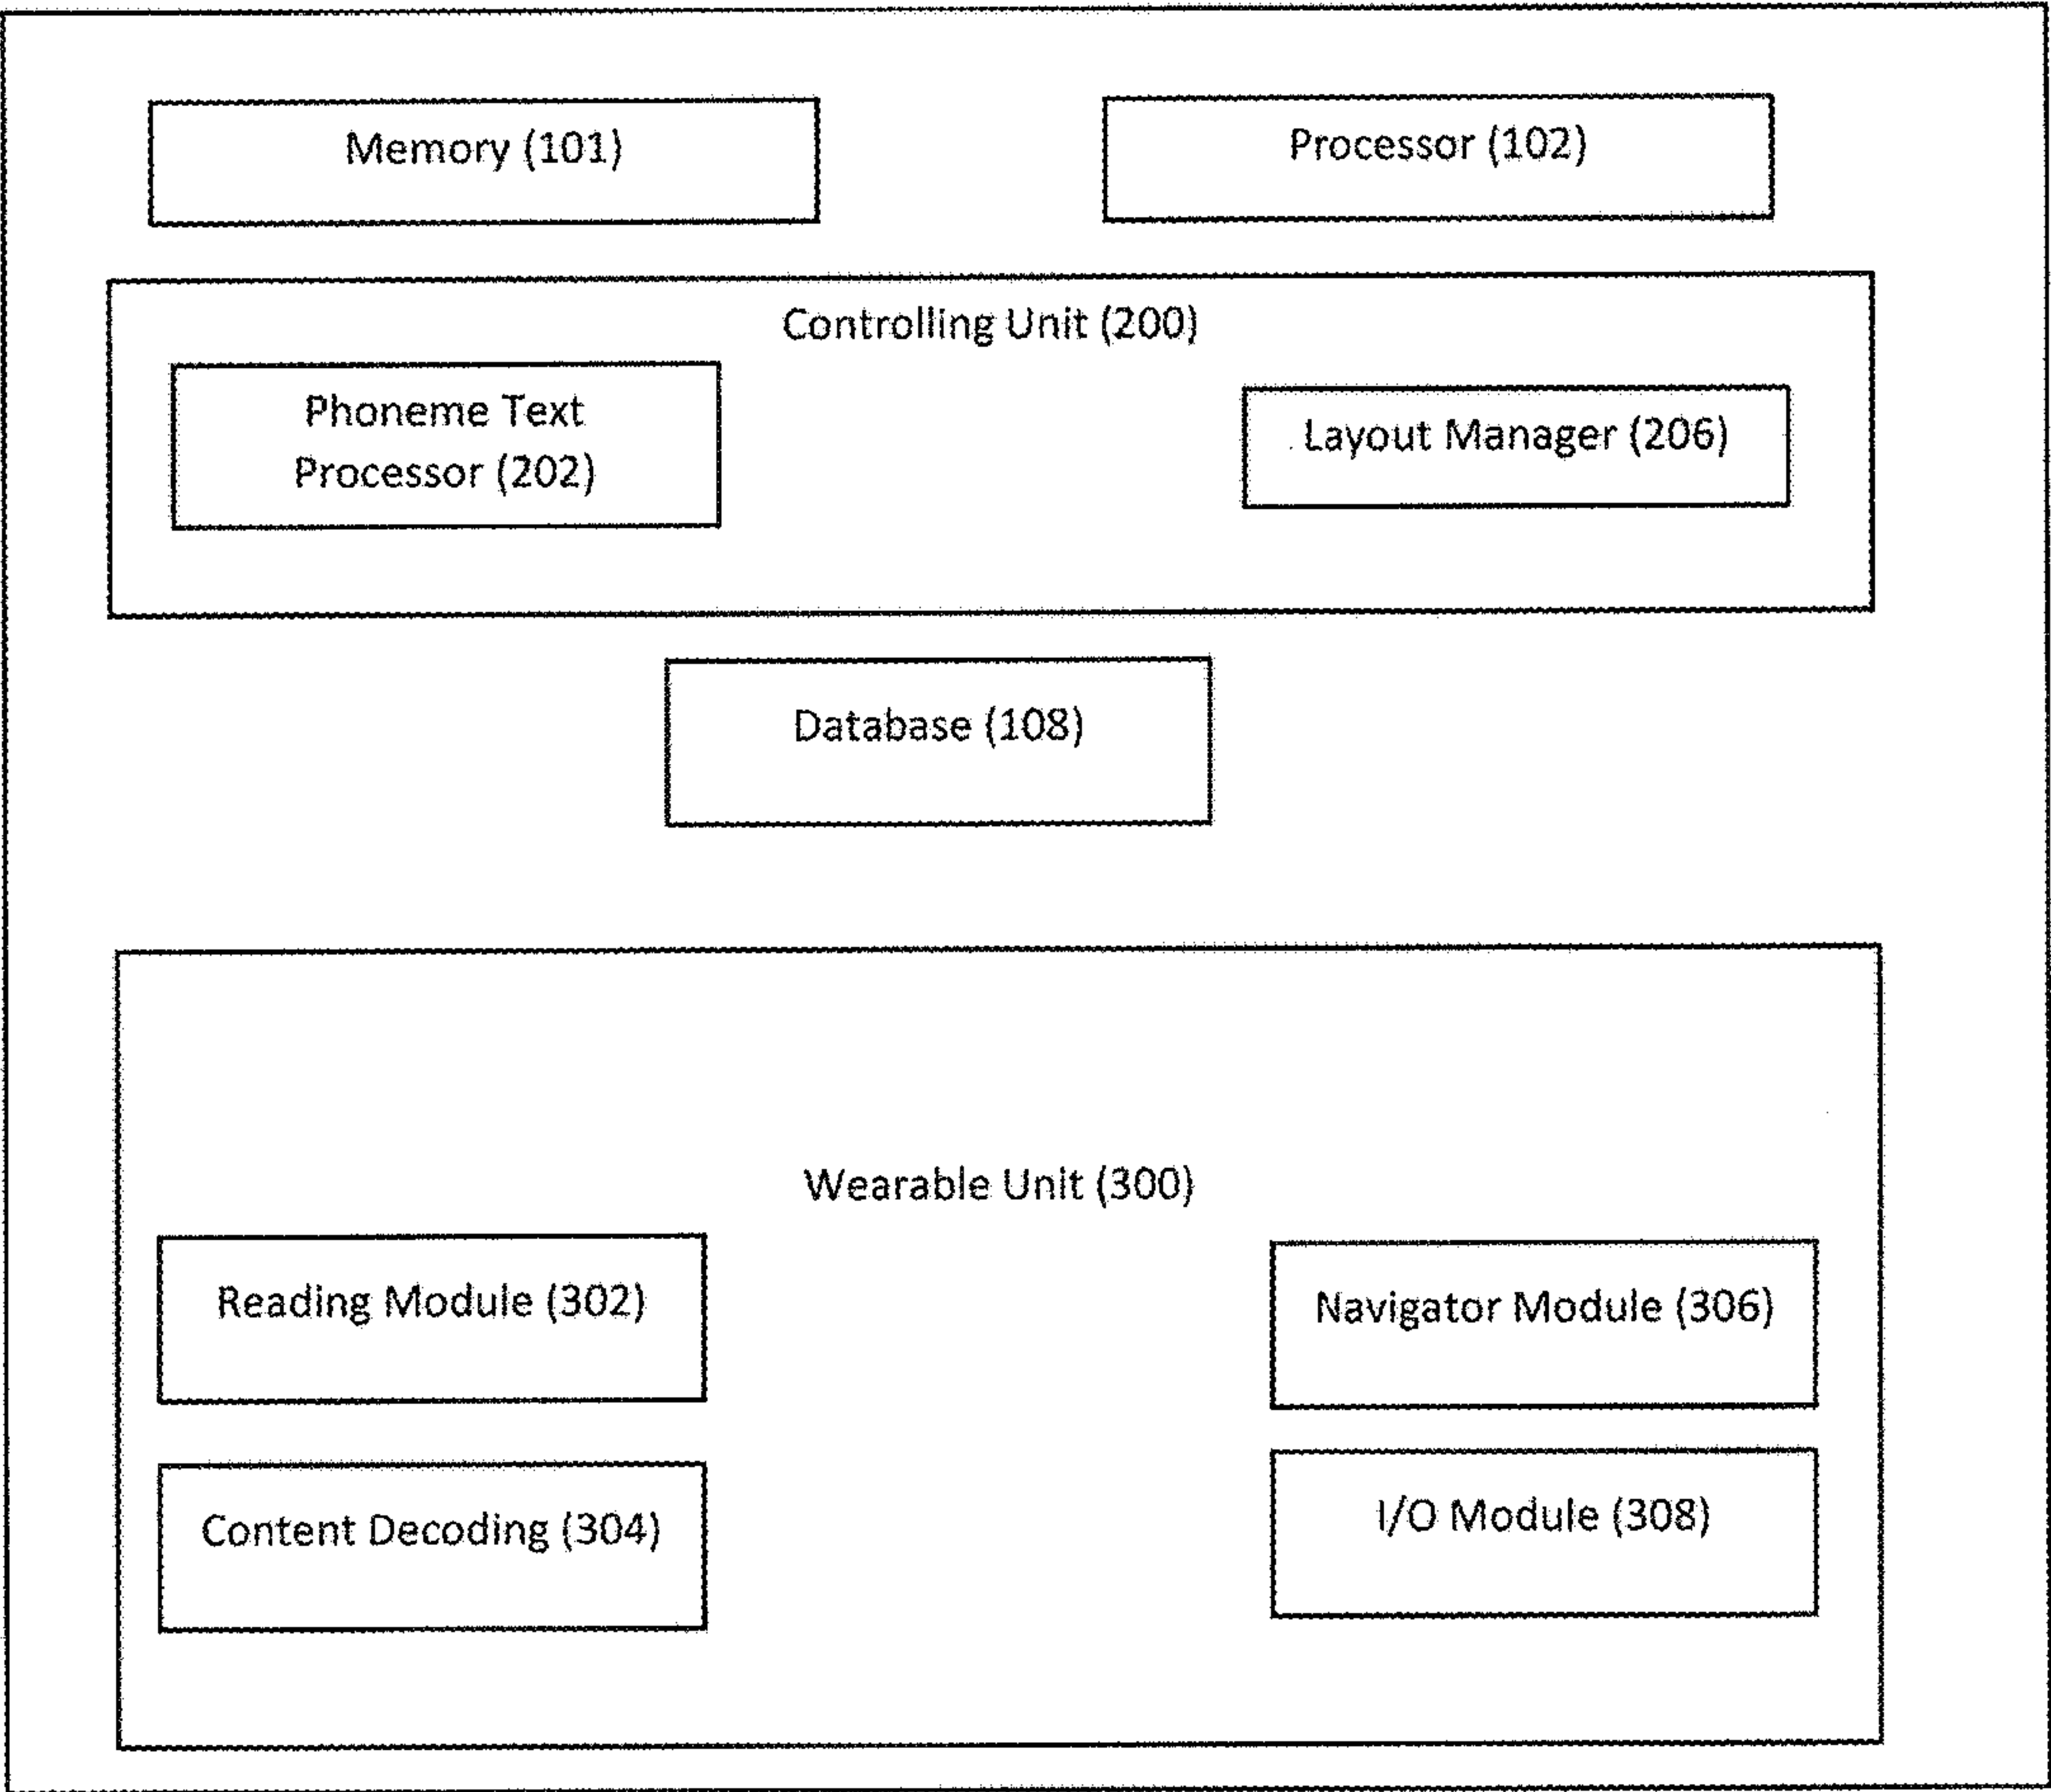 Memory (101)
Processor (102)
Controlling Unit (200)
Phoneme Text
Processor (202)
Layout Manager (206)
Database (108)
Wearable Unit (300)
Reading Module (302)
Navigator Module (306)
Content Decoding (304)
I/O Module (308)